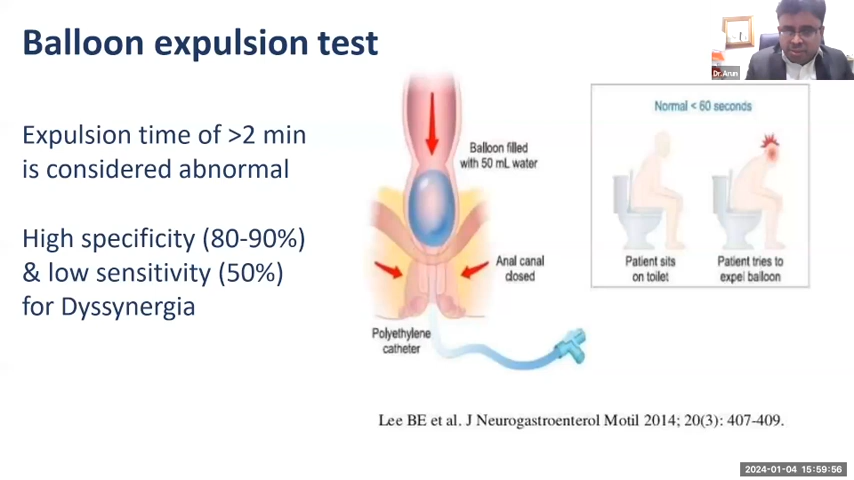 Balloon expulsion test
Dr. Arun
Expulsion time of >2 min
is considered abnormal
High specificity (80-90%)
& low sensitivity (50%)
for Dyssynergia
Balloon filled
with 50 mL water
Anal canal
closed
Polyethylene
catheter
Normal < 60 seconds
Patient sits
on toilet
Patient tries to
expel balloon
Lee BE et al. J Neurogastroenterol Motil 2014; 20(3): 407-409.
2024-01-04 15:59:56